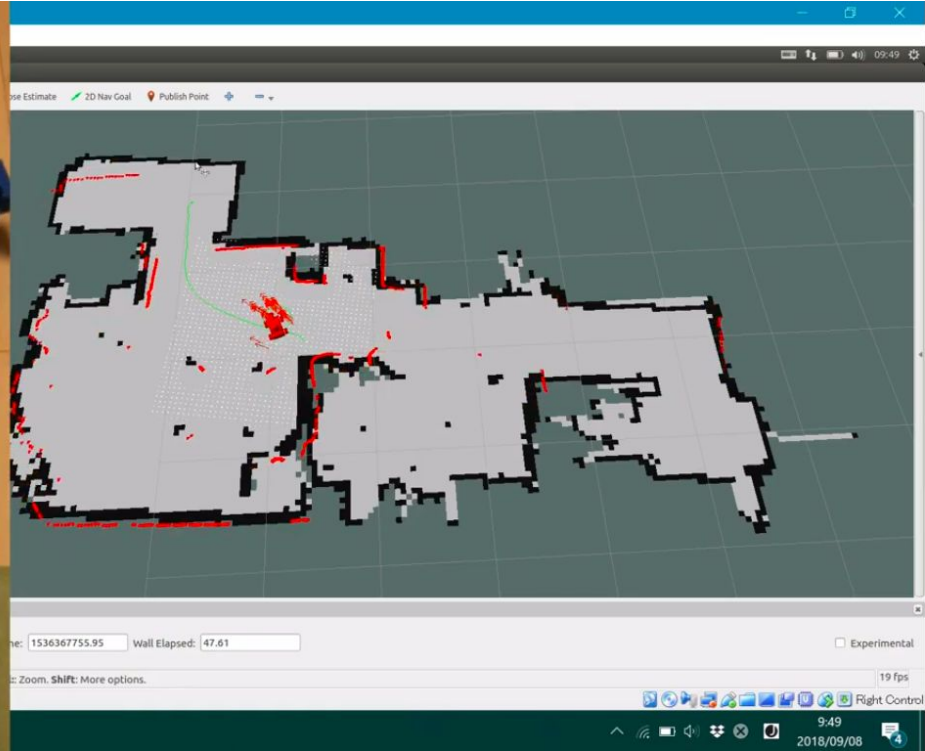 09:49
ose Estimate 2D Nav Goal Publish Point
ne: 1536367755.95 Wall Elapsed: 47.61 Experimental
: Zoom. Shift: More options. 19 fps
Right Control
9:49
2018/09/08
4